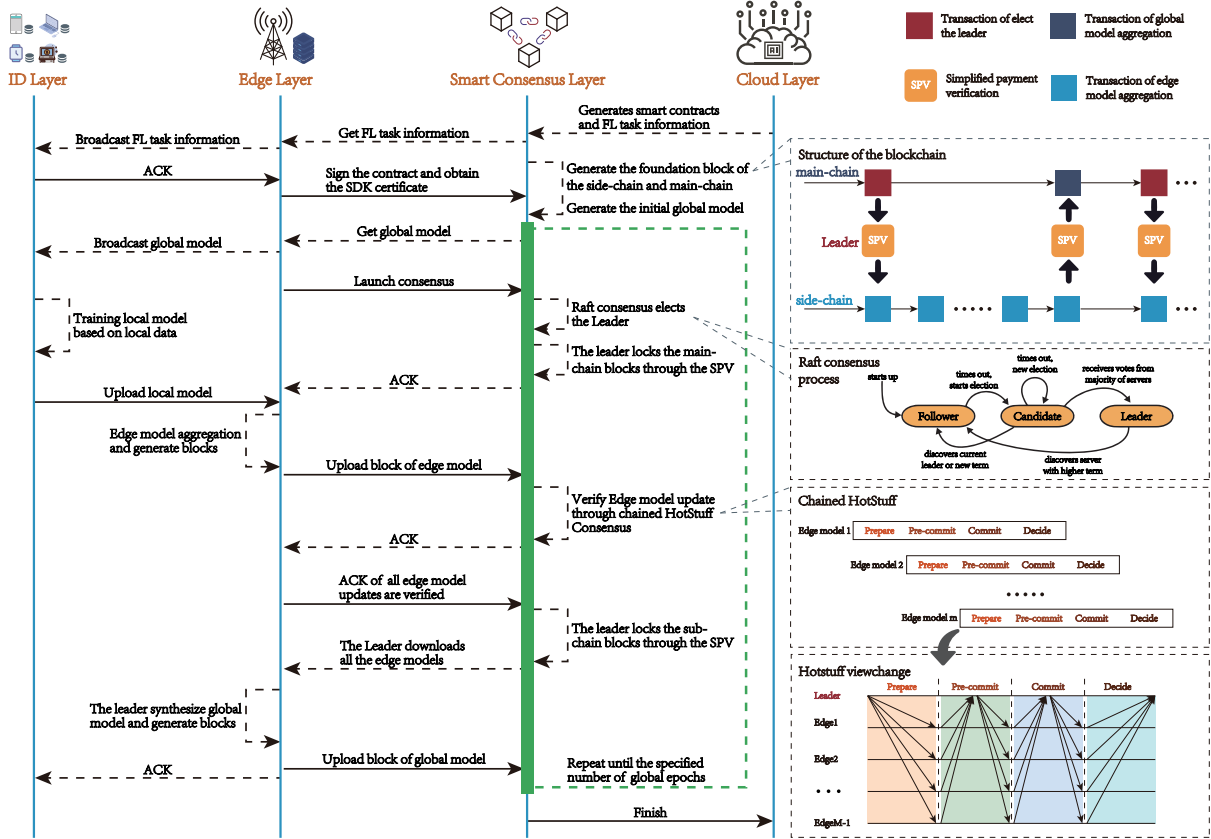 ID Layer
Edge Layer
Smart Consensus Layer
Cloud Layer
AI
Transaction of elect
the leader
Transaction of global
model aggregation
SPV
Simplified payment
verification
Transaction of edge
model aggregation
Generates smart contracts
and FL task information
Get FL task information
Broadcast FL task information
ACK
Sign the contract and obtain
the SDK certificate
Generate the foundation block of
the side-chain and main-chain
Generate the initial global model
Get global model
Broadcast global model
Launch consensus
Training local model
based on local data
Raft consensus elects
the Leader
The leader locks the main-
chain blocks through the SPV
ACK
Upload local model
Edge model aggregation
and generate blocks
Upload block of edge model
Verify Edge model update
through chained HotStuff
Consensus
ACK
ACK of all edge model
updates are verified
The leader locks the sub-
chain blocks through the SPV
The Leader downloads
all the edge models
The leader synthesize global
model and generate blocks
Upload block of global model
ACK
Repeat until the specified
number of global epochs
Finish
Structure of the blockchain
main-chain
Leader
SPV
SPV
SPV
side-chain
Raft consensus
process
starts up
times out,
starts election
times out,
new election
receivers votes from
majority of servers
Follower
Candidate
Leader
discovers current
leader or new term
discovers server
with higher term
Chained HotStuff
Edge model 1
Prepare
Pre-commit
Commit
Decide
Edge model 2
Prepare
Pre-commit
Commit
Decide
Edge model m
Prepare
Pre-commit
Commit
Decide
Hotstuff viewchange
Prepare
Pre-commit
Commit
Decide
Leader
Edge1
Edge2
EdgeM-1